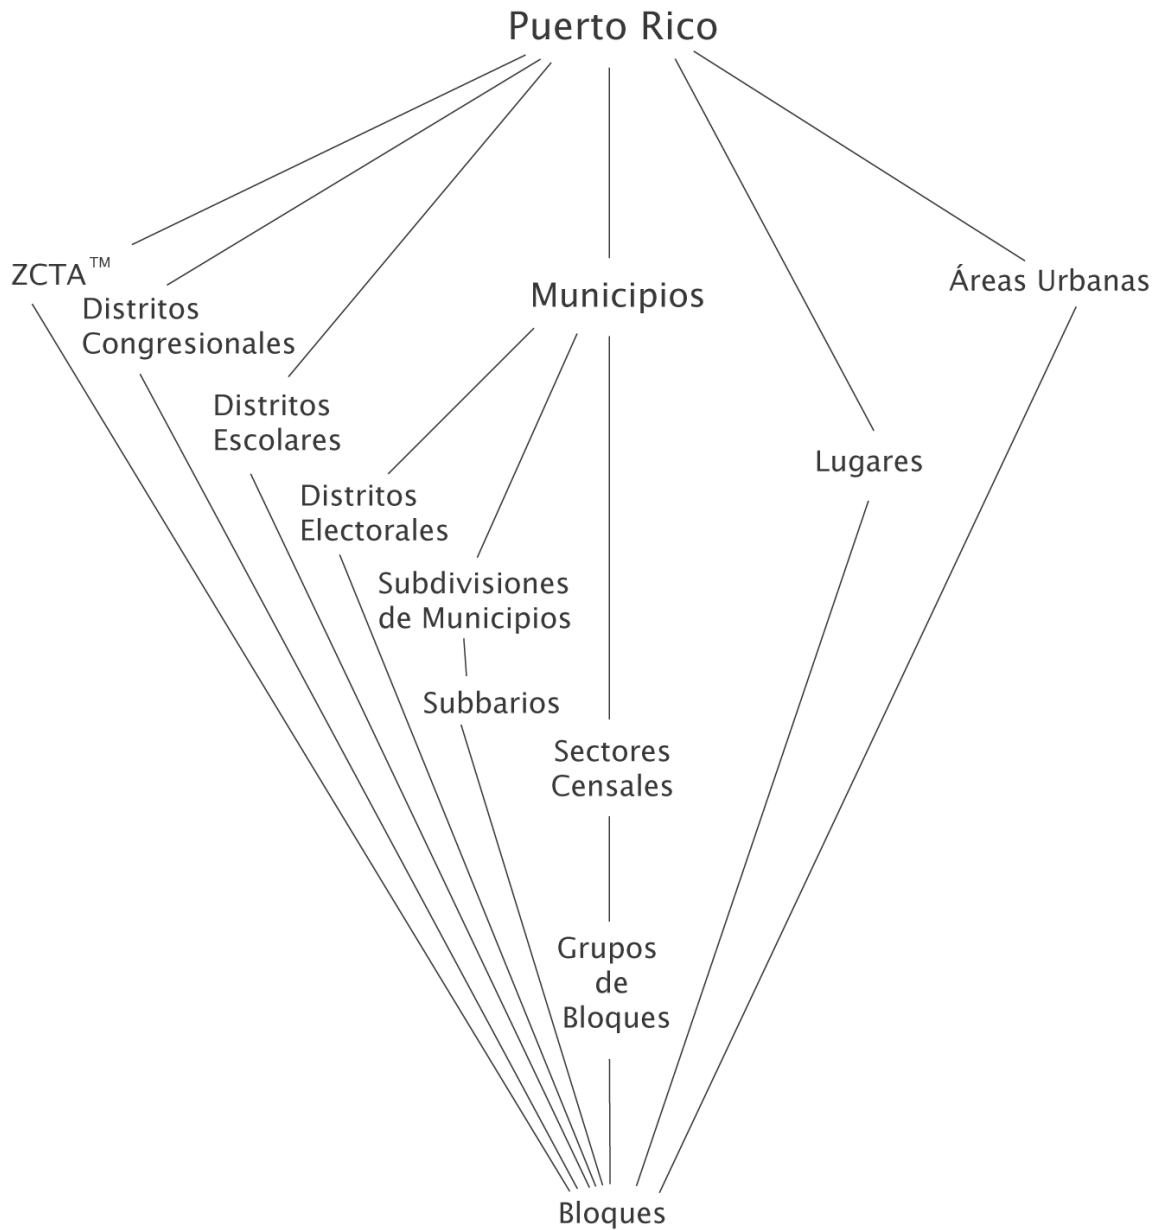 Puerto Rico
ZCTA™
Distritos
Congresionales
Municipios
Áreas Urbanas
Distritos
Escolares
Lugares
Distritos
Electorales
Subdivisiones
de Municipios
Subbarios
Sectores
Censales
Grupos
de
Bloques
Bloques